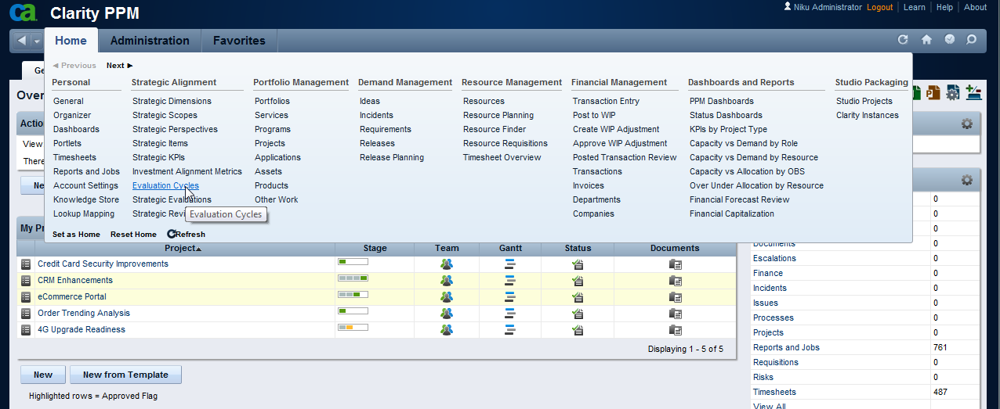 ca Clarity PPM
Niku Administrator Logout Learn Help About
Home Administration Favorites
Previous Next
Ge
Personal
General
Organizer
Dashboards
Portlets
Timesheets
Reports and Jobs
Account Settings
Knowledge Store
Lookup Mapping
Strategic Alignment
Strategic Dimensions
Strategic Scopes
Strategic Perspectives
Strategic Items
Strategic KPIs
Investment Alignment Metrics
Evaluation Cycles
Strategic Evaluations
Strategic Revi
Evaluation Cycles
Portfolio Management
Portfolios
Services
Programs
Projects
Applications
Assets
Products
Other Work
Demand Management
Ideas
Incidents
Requirements
Releases
Release Planning
Resource Management
Resources
Resource Planning
Resource Finder
Resource Requisitions
Timesheet Overview
Financial Management
Transaction Entry
Post to WIP
Create WIP Adjustment
Approve WIP Adjustment
Posted Transaction Review
Transactions
Invoices
Departments
Companies
Dashboards and Reports
PPM Dashboards
Status Dashboards
KPIs by Project Type
Capacity vs Demand by Role
Capacity vs Demand by Resource
Capacity vs Allocation by OBS
Over Under Allocation by Resource
Financial Forecast Review
Financial Capitalization
Studio Packaging
Studio Projects
Clarity Instances
Set as Home Reset Home Refresh
Over
Actio
View
There
Ne
My Pr
Project Stage Team Gantt Status Documents
Credit Card Security Improvements
CRM Enhancements
eCommerce Portal
Order Trending Analysis
4G Upgrade Readiness
Displaying 1 - 5 of 5
New New from Template
Highlighted rows = Approved Flag
0
0
0
Documents 0
Escalations 0
Finance 0
Incidents 0
Issues 0
Processes 0
Projects 0
Reports and Jobs 761
Requisitions 0
Risks 0
Timesheets 487
View All